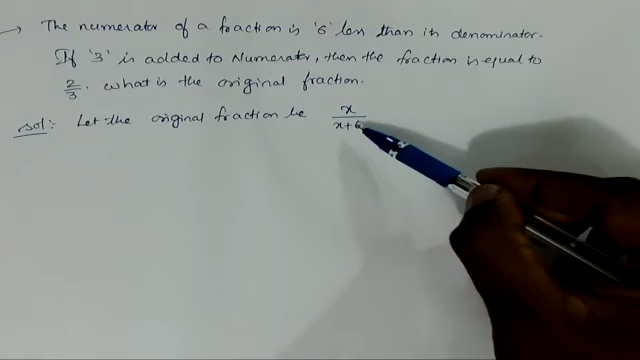 → The numerator of a fraction is '6' less than its denominator.
If '3' is added to Numerator, then the fraction is equal to
2/3. what is the original fraction.
Sol:- Let the original fraction be x/x+6